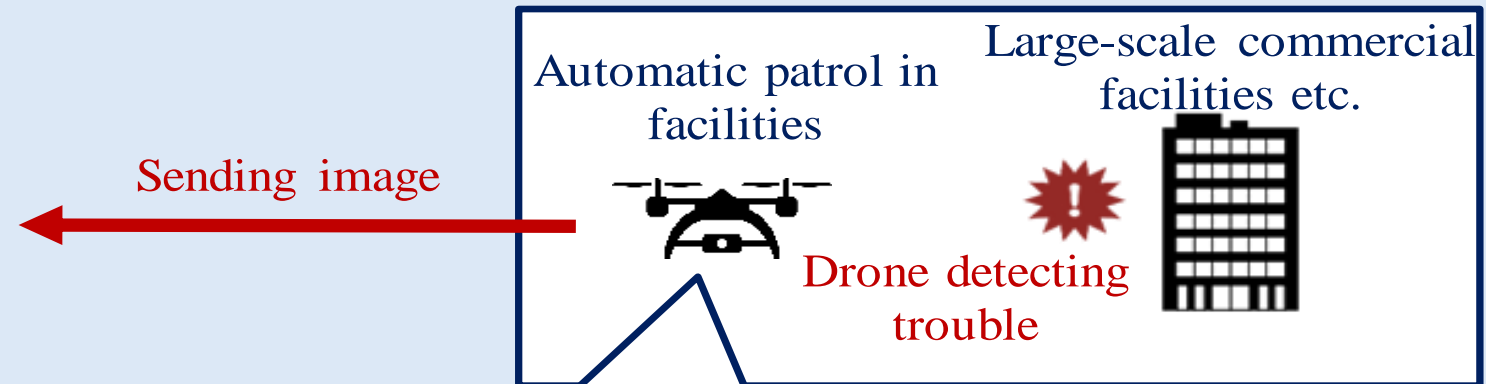 Large-scale commercial
facilities etc.
Automatic patrol in
facilities
Sending image
!
Drone detecting
trouble